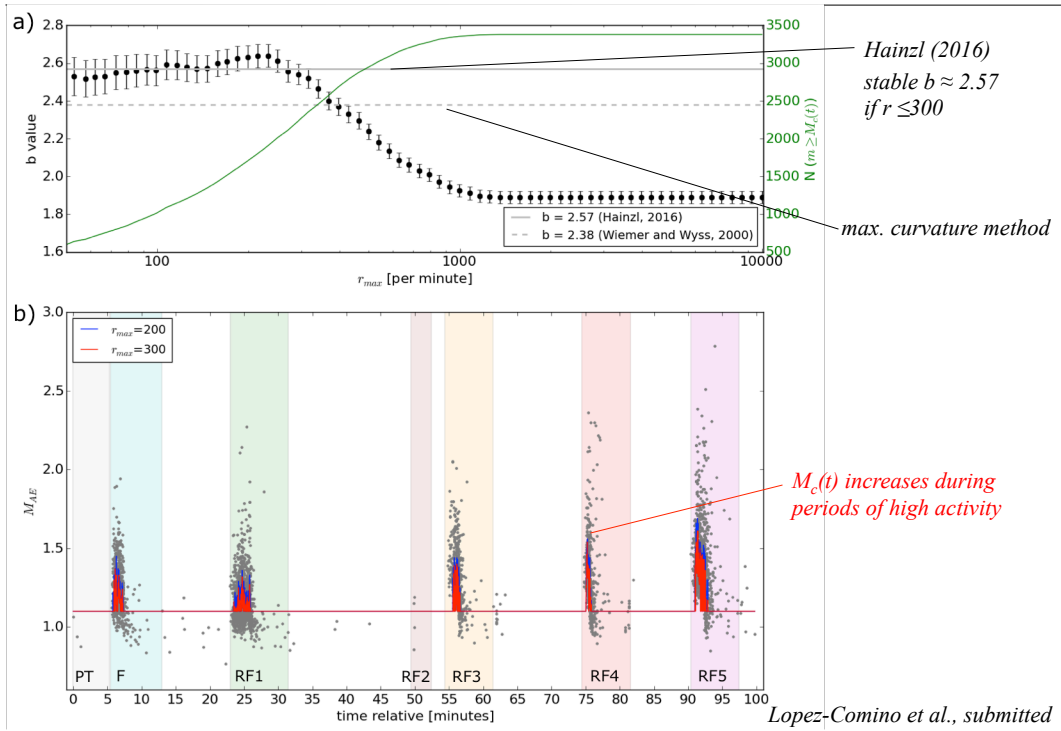 a)
2.8
2.6
2.4
2.2
2.0
1.8
1.6
b value
100
1000
10000
r_max [per minute]
3500
3000
2500
2000
1500
1000
500
N (m ≥ M_c(t))
b = 2.57 (Hainzl, 2016)
b = 2.38 (Wiemer and Wyss, 2000)
Hainzl (2016)
stable b ≈ 2.57
if r ≤300
max. curvature method
b)
3.0
2.5
2.0
1.5
1.0
M_AE
r_max=200
r_max=300
PT F RF1 RF2 RF3 RF4 RF5
0 5 10 15 20 25 30 35 40 45 50 55 60 65 70 75 80 85 90 95 100
time relative [minutes]
M_c(t) increases during
periods of high activity
Lopez-Comino et al., submitted